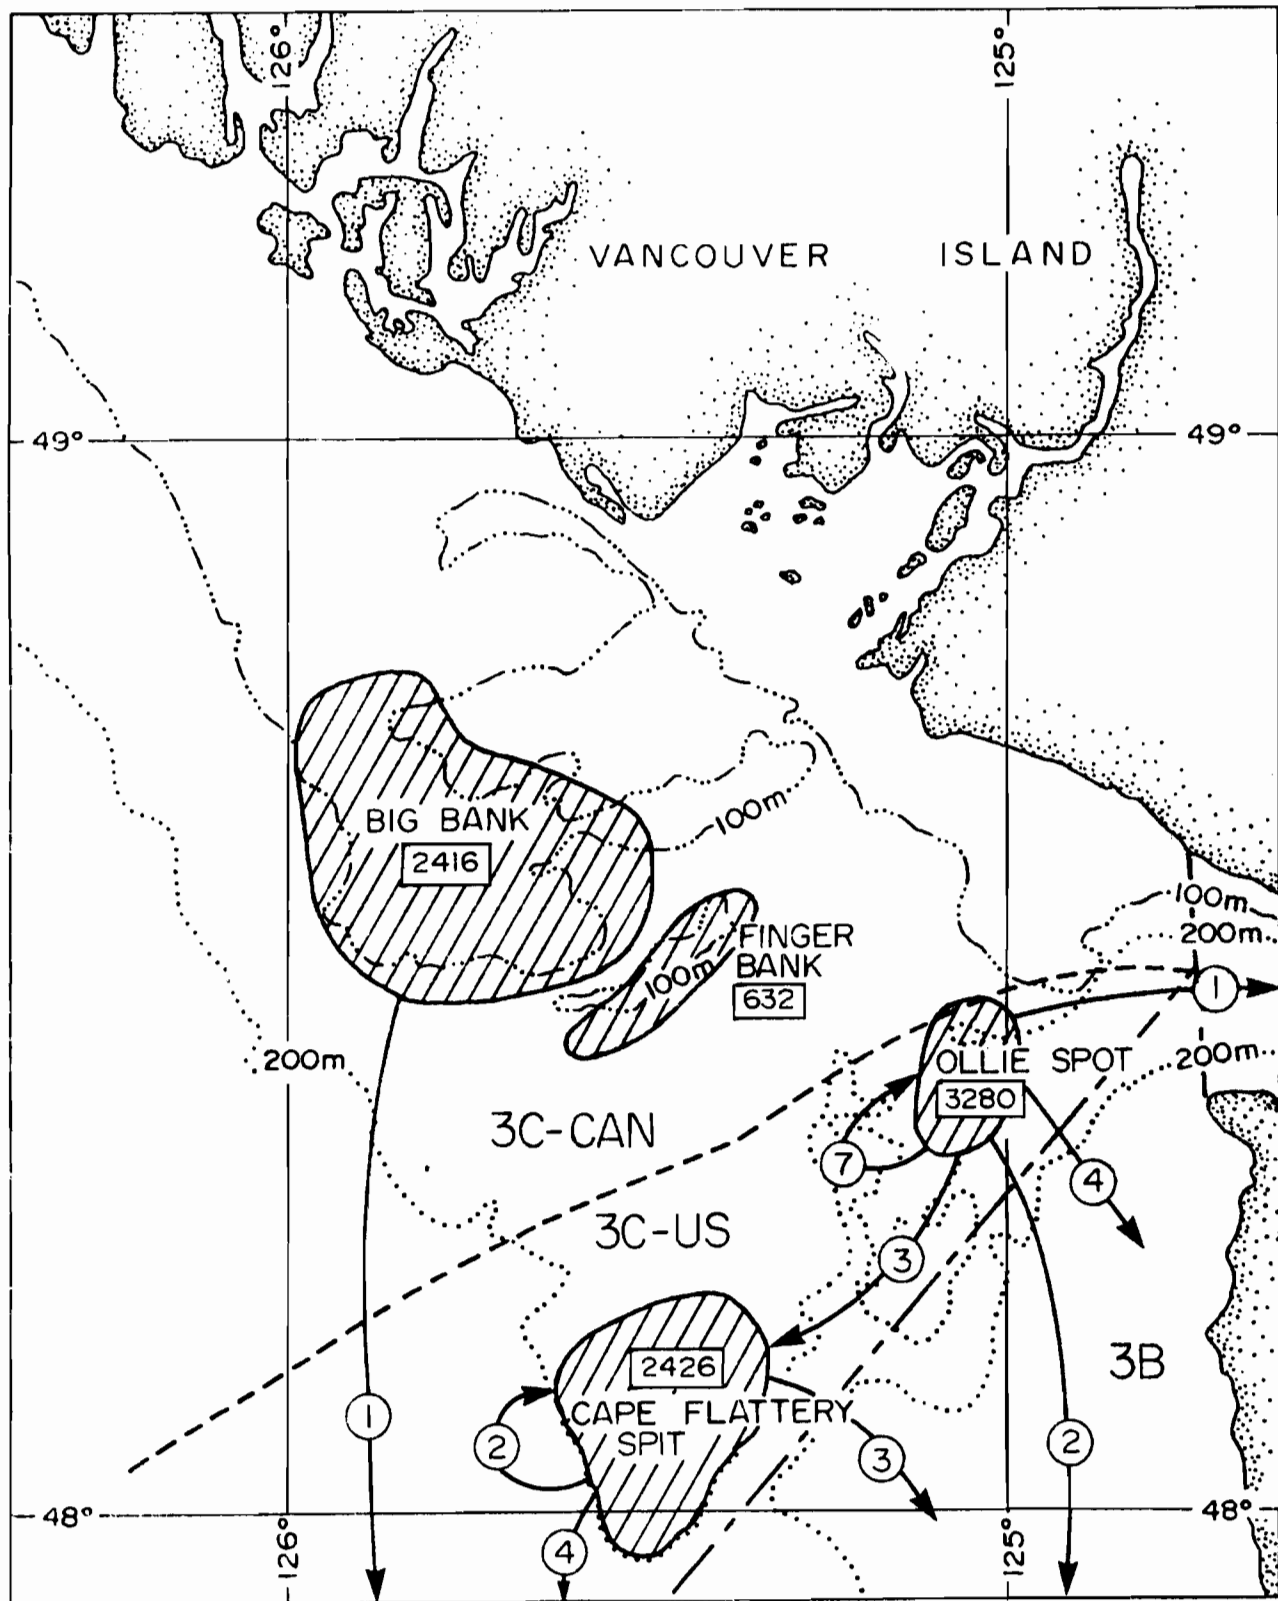 126°
125°
VANCOUVER ISLAND
49°
49°
100m
BIG BANK
2416
100m
200m
FINGER
BANK
100m
632
1
200m
OLLIE SPOT
200m
3280
3C-CAN
7
4
3C-US
3
3B
2426
1
CAPE FLATTERY
SPIT
2
3
2
48°
48°
4
126°
125°